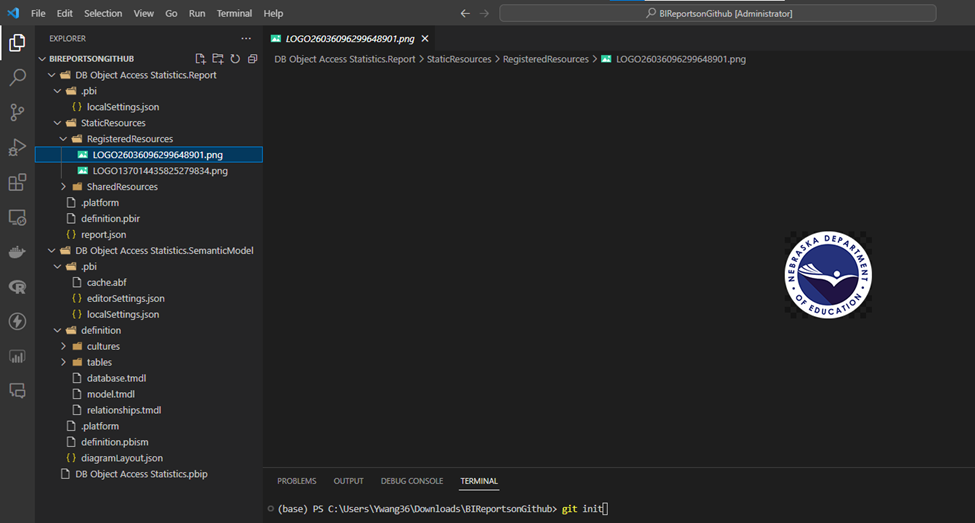 File Edit Selection View Go Run Terminal Help
BIReportsonGithub [Administrator]
EXPLORER
BIREPORTSONGITHUB
DB Object Access Statistics.Report
.pbi
{ } localSettings.json
StaticResources
RegisteredResources
LOGO26036096299648901.png
LOGO137014435825279834.png
SharedResources
.platform
definition.pbir
{ } report.json
DB Object Access Statistics.SemanticModel
.pbi
cache.abf
{ } editorSettings.json
{ } localSettings.json
definition
cultures
tables
database.tmdl
model.tmdl
relationships.tmdl
.platform
definition.pbism
{ } diagramLayout.json
DB Object Access Statistics.pbip
LOGO26036096299648901.png
DB Object Access Statistics.Report > StaticResources > RegisteredResources > LOGO26036096299648901.png
NEBRASKA DEPARTMENT
OF EDUCATION
PROBLEMS OUTPUT DEBUG CONSOLE TERMINAL
(base) PS C:\Users\Ywang36\Downloads\BIReportsonGithub> git init